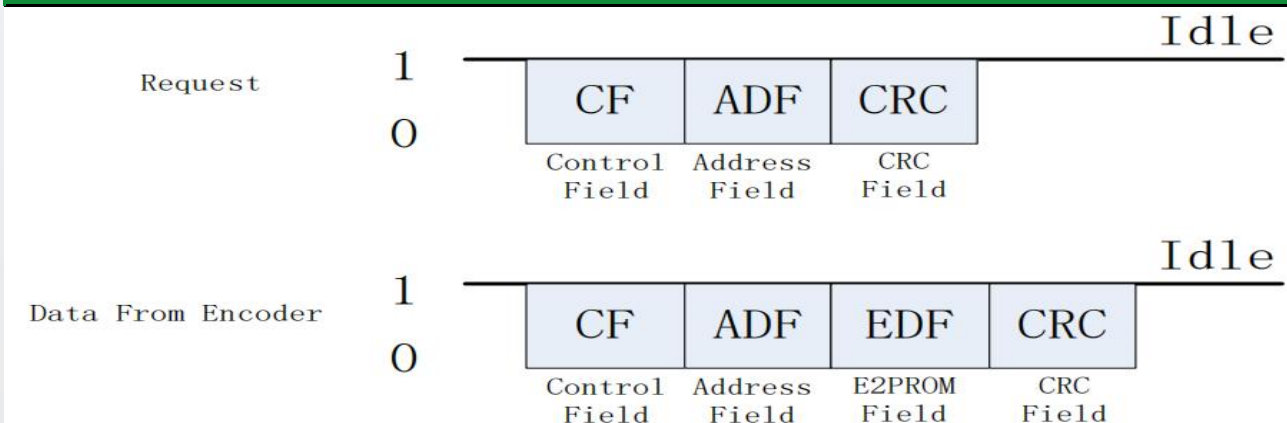 Idle
Request 1
0
CF ADF CRC
Control Address CRC
Field Field Field
Idle
Data From Encoder 1
0
CF ADF EDF CRC
Control Address E2PROM CRC
Field Field Field Field